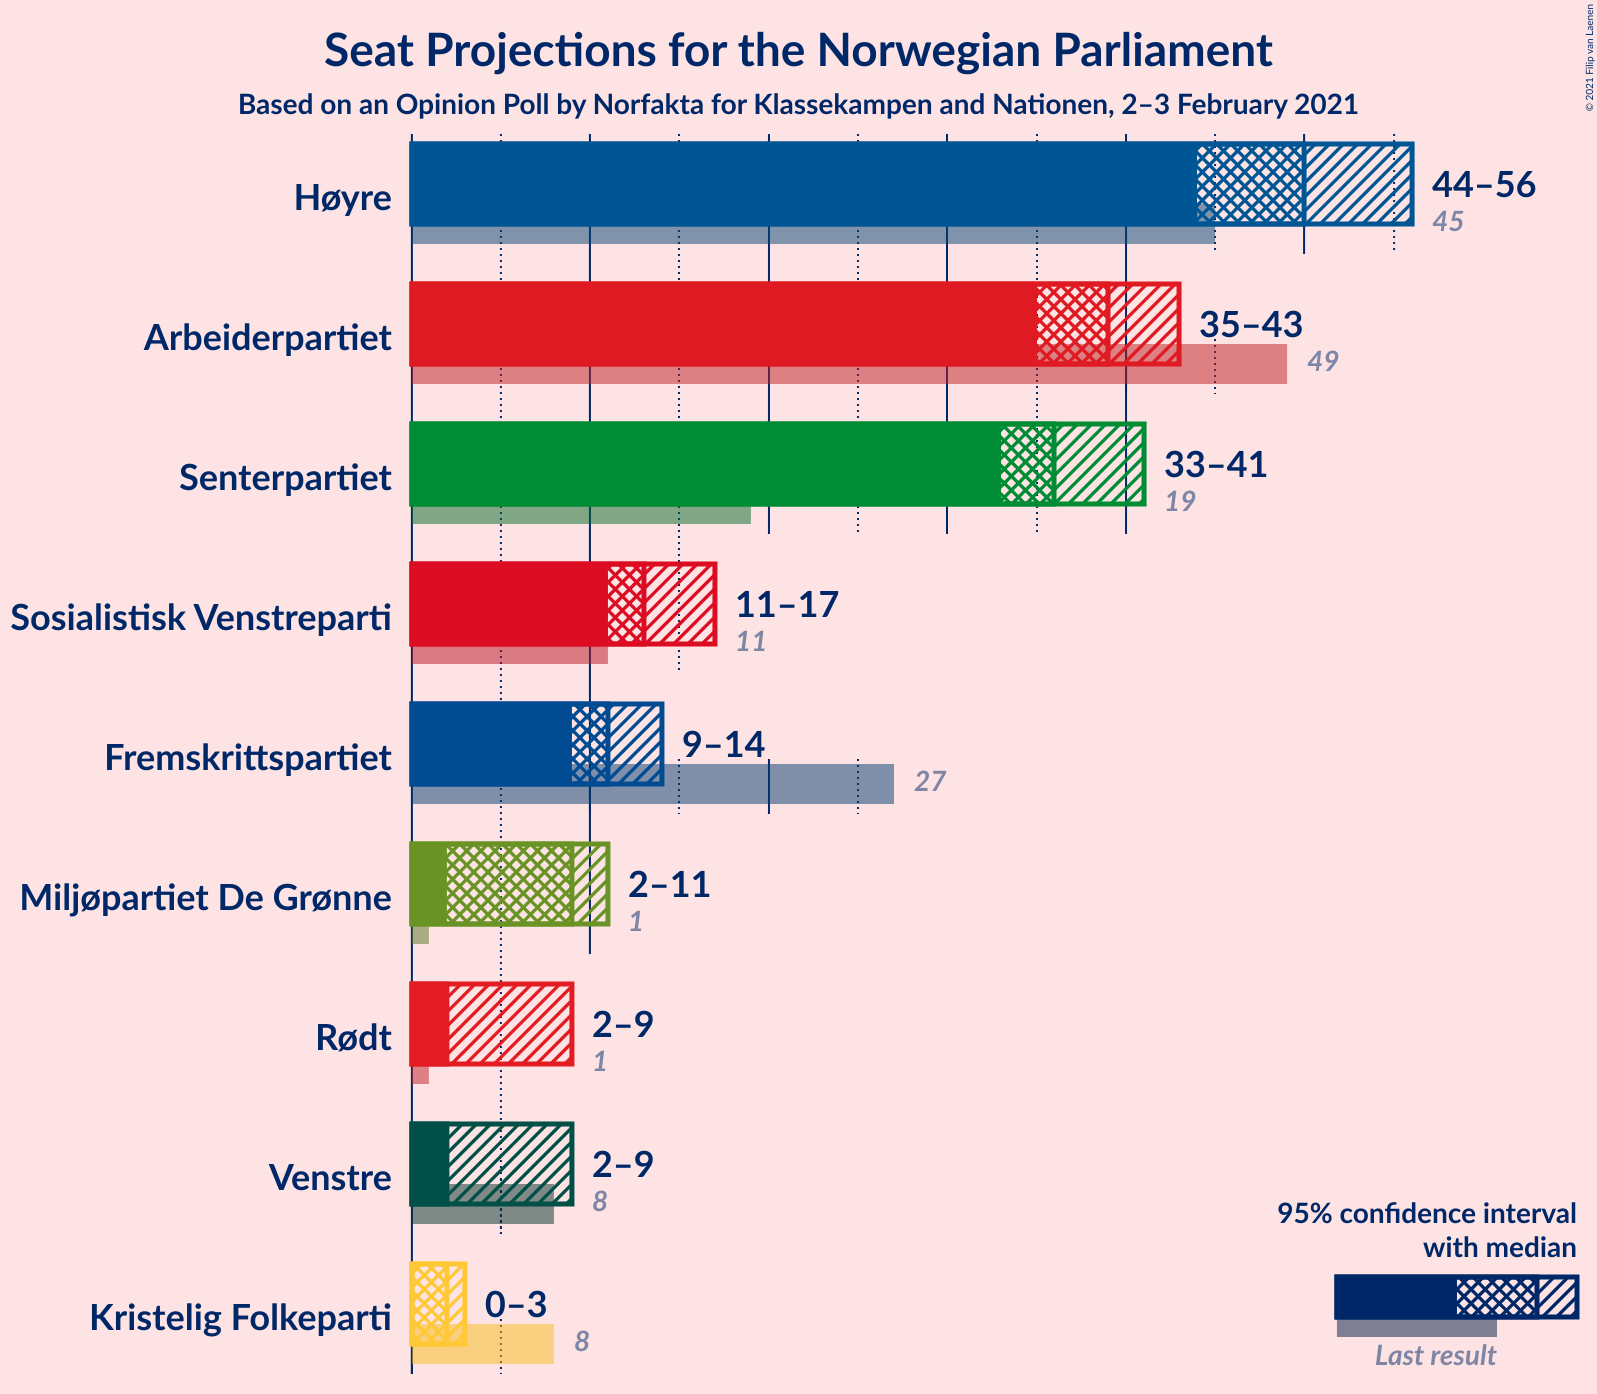 Seat Projections for the Norwegian Parliament
Based on an Opinion Poll by Norfakta for Klassekampen and Nationen, 2–3 February 2021
© 2021 Filip van Laenen
Høyre
44–56
45
Arbeiderpartiet
35–43
49
Senterpartiet
33–41
19
Sosialistisk Venstreparti
11–17
11
Fremskrittspartiet
9–14
27
Miljøpartiet De Grønne
2–11
1
Rødt
2–9
1
Venstre
2–9
8
Kristelig Folkeparti
0–3
8
95% confidence interval
with median
Last result